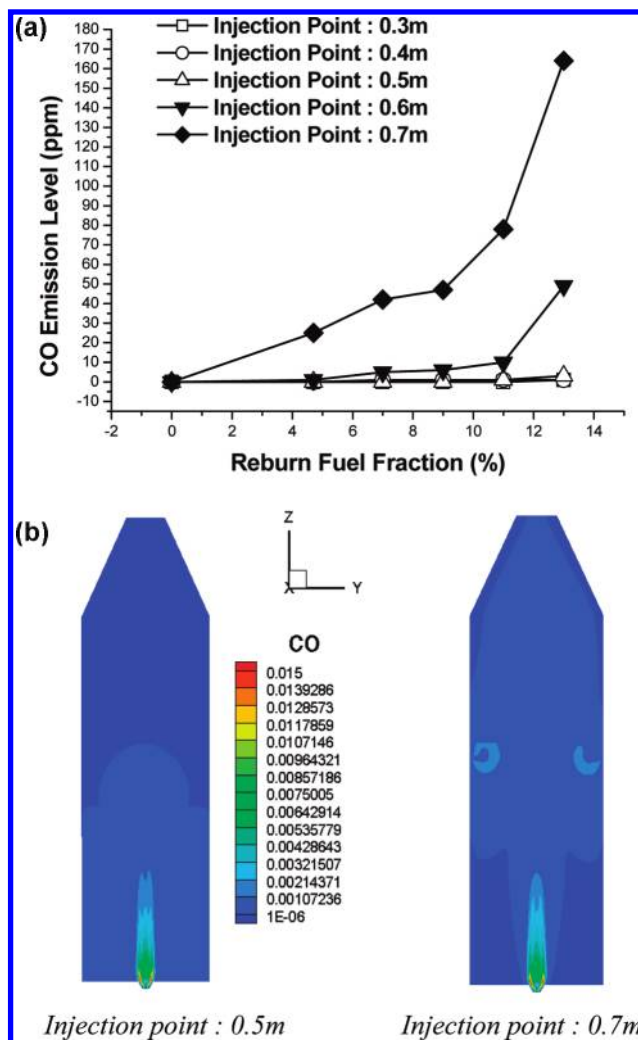 (a)
Injection Point : 0.3m
Injection Point : 0.4m
Injection Point : 0.5m
Injection Point : 0.6m
Injection Point : 0.7m
CO Emission Level (ppm)
180
170
160
150
140
130
120
110
100
90
80
70
60
50
40
30
20
10
0
-10
-2 0 2 4 6 8 10 12 14
Reburn Fuel Fraction (%)
(b)
Z
X Y
CO
0.015
0.0139286
0.0128573
0.0117859
0.0107146
0.00964321
0.00857186
0.0075005
0.00642914
0.00535779
0.00428643
0.00321507
0.00214371
0.00107236
1E-06
Injection point : 0.5m
Injection point : 0.7m